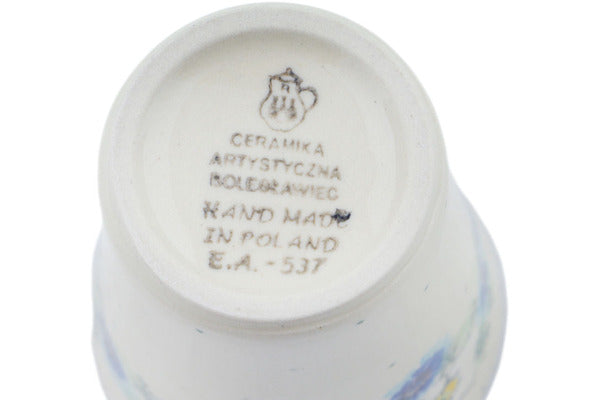 CERAMIKA
ARTYSTYCZNA
BOLESŁAWIEC
HAND MADE
IN POLAND
E.A. - 537